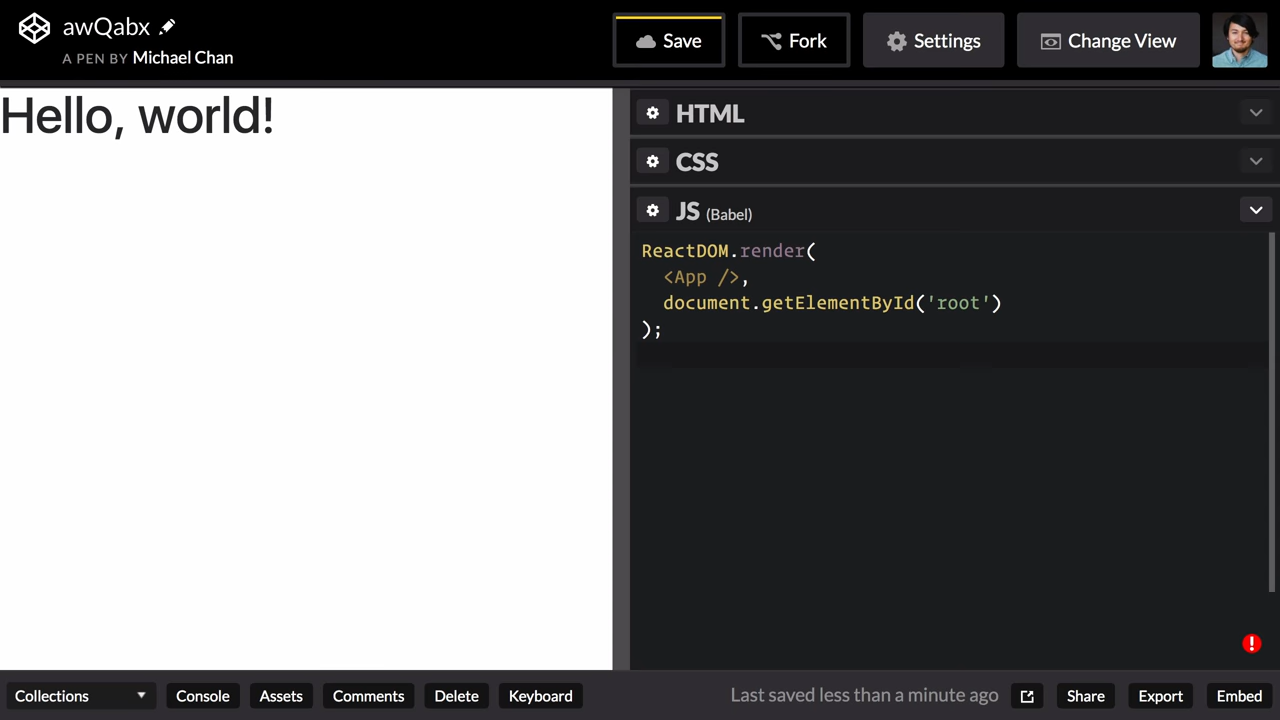 awQabx
A PEN BY Michael Chan
Save
Fork
Settings
Change View
Hello, world!
HTML
CSS
JS (Babel)
ReactDOM.render(
  <App />,
  document.getElementById('root')
);
Collections
Console
Assets
Comments
Delete
Keyboard
Last saved less than a minute ago
Share
Export
Embed